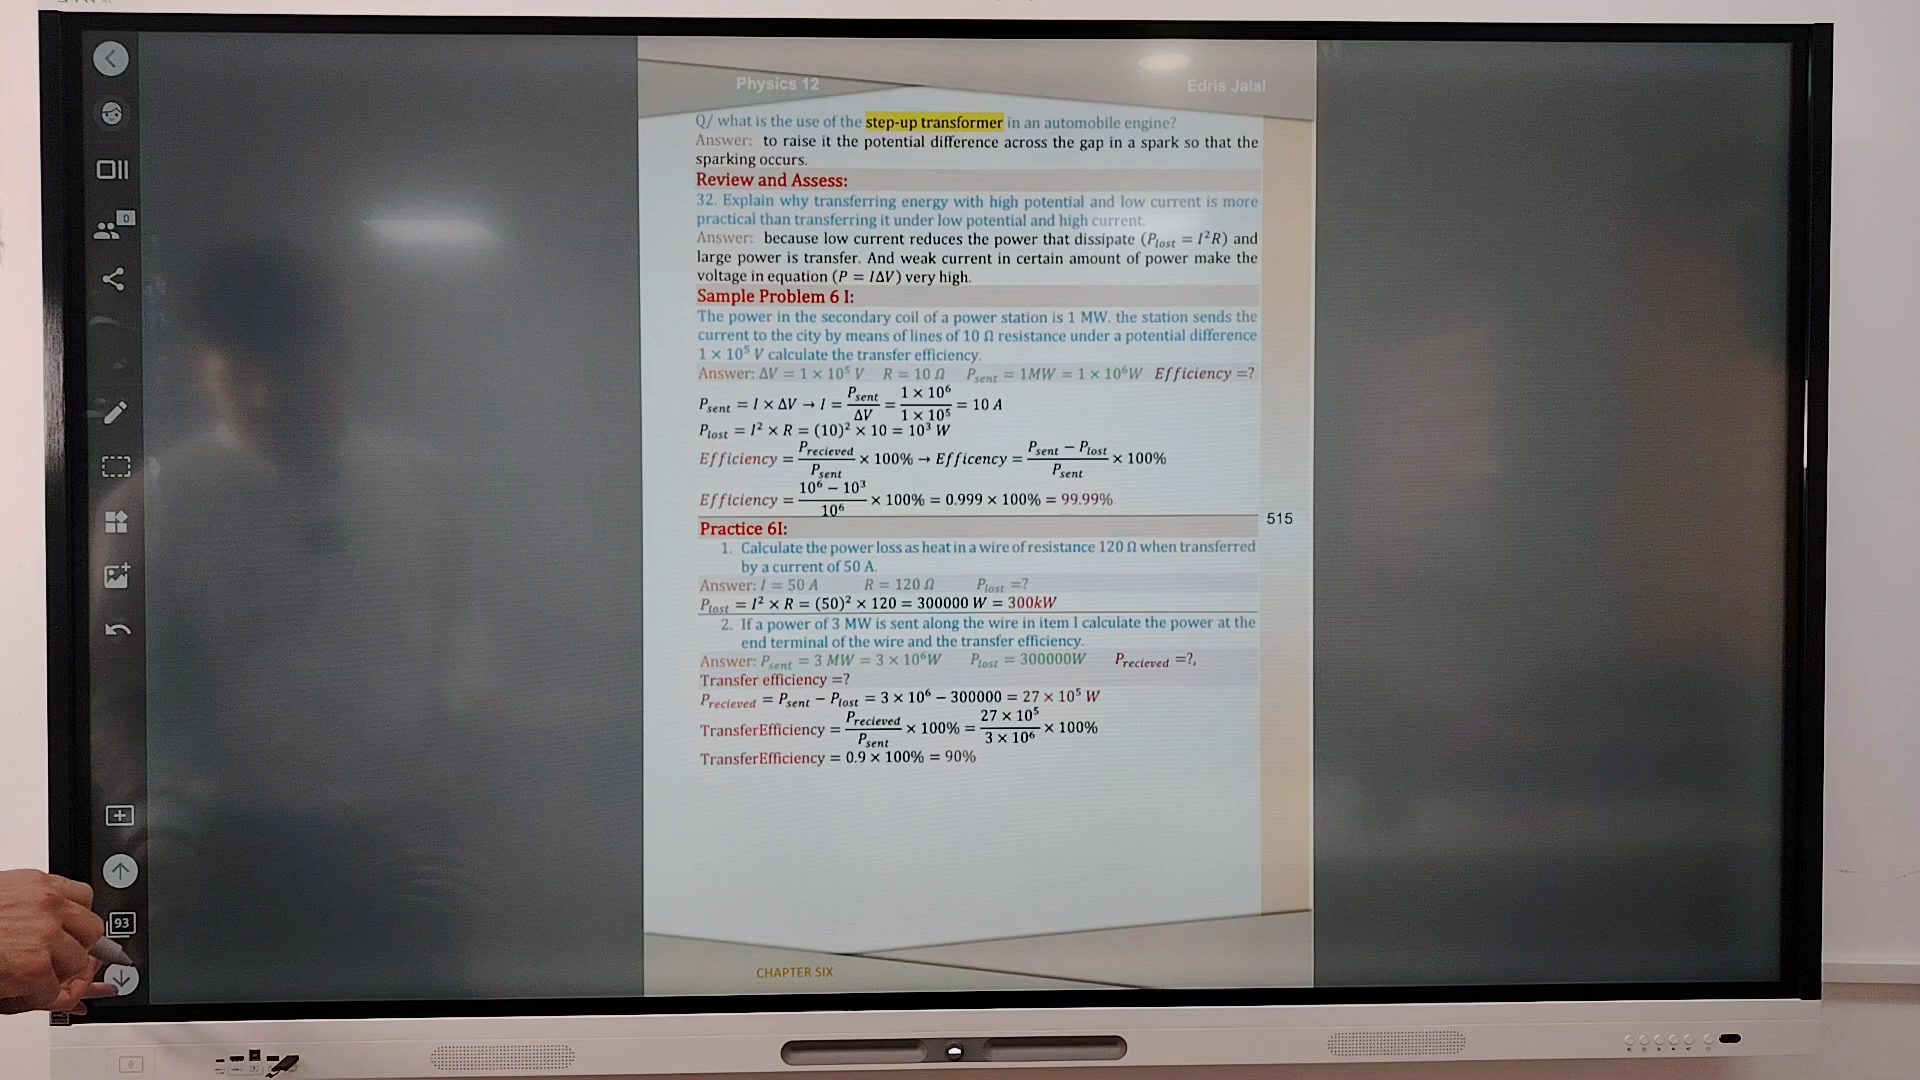 Physics 12
Edris Jalal
Q/ what is the use of the step-up transformer in an automobile engine?
Answer: to raise it the potential difference across the gap in a spark so that the
sparking occurs.
Review and Assess:
32. Explain why transferring energy with high potential and low current is more
practical than transferring it under low potential and high current.
Answer: because low current reduces the power that dissipate (P_lost = I²R) and
large power is transfer. And weak current in certain amount of power make the
voltage in equation (P = IΔV) very high.
Sample Problem 6 I:
The power in the secondary coil of a power station is 1 MW. the station sends the
current to the city by means of lines of 10 Ω resistance under a potential difference
1 × 10⁵ V calculate the transfer efficiency.
Answer: ΔV = 1 × 10⁵ V R = 10 Ω P_sent = 1MW = 1 × 10⁶W Efficiency =?
P_sent = I × ΔV → I = P_sent / ΔV = 1 × 10⁶ / 1 × 10⁵ = 10 A
P_lost = I² × R = (10)² × 10 = 10³ W
Efficiency = P_recieved / P_sent × 100% → Efficency = P_sent − P_lost / P_sent × 100%
Efficiency = 10⁶ − 10³ / 10⁶ × 100% = 0.999 × 100% = 99.99%
515
Practice 6I:
1. Calculate the power loss as heat in a wire of resistance 120 Ω when transferred
by a current of 50 A.
Answer: I = 50 A R = 120 Ω P_lost =?
P_lost = I² × R = (50)² × 120 = 300000 W = 300kW
2. If a power of 3 MW is sent along the wire in item I calculate the power at the
end terminal of the wire and the transfer efficiency.
Answer: P_sent = 3 MW = 3 × 10⁶W P_lost = 300000W P_recieved =?,
Transfer efficiency =?
P_recieved = P_sent − P_lost = 3 × 10⁶ − 300000 = 27 × 10⁵ W
TransferEfficiency = P_recieved / P_sent × 100% = 27 × 10⁵ / 3 × 10⁶ × 100%
TransferEfficiency = 0.9 × 100% = 90%
CHAPTER SIX
0
93